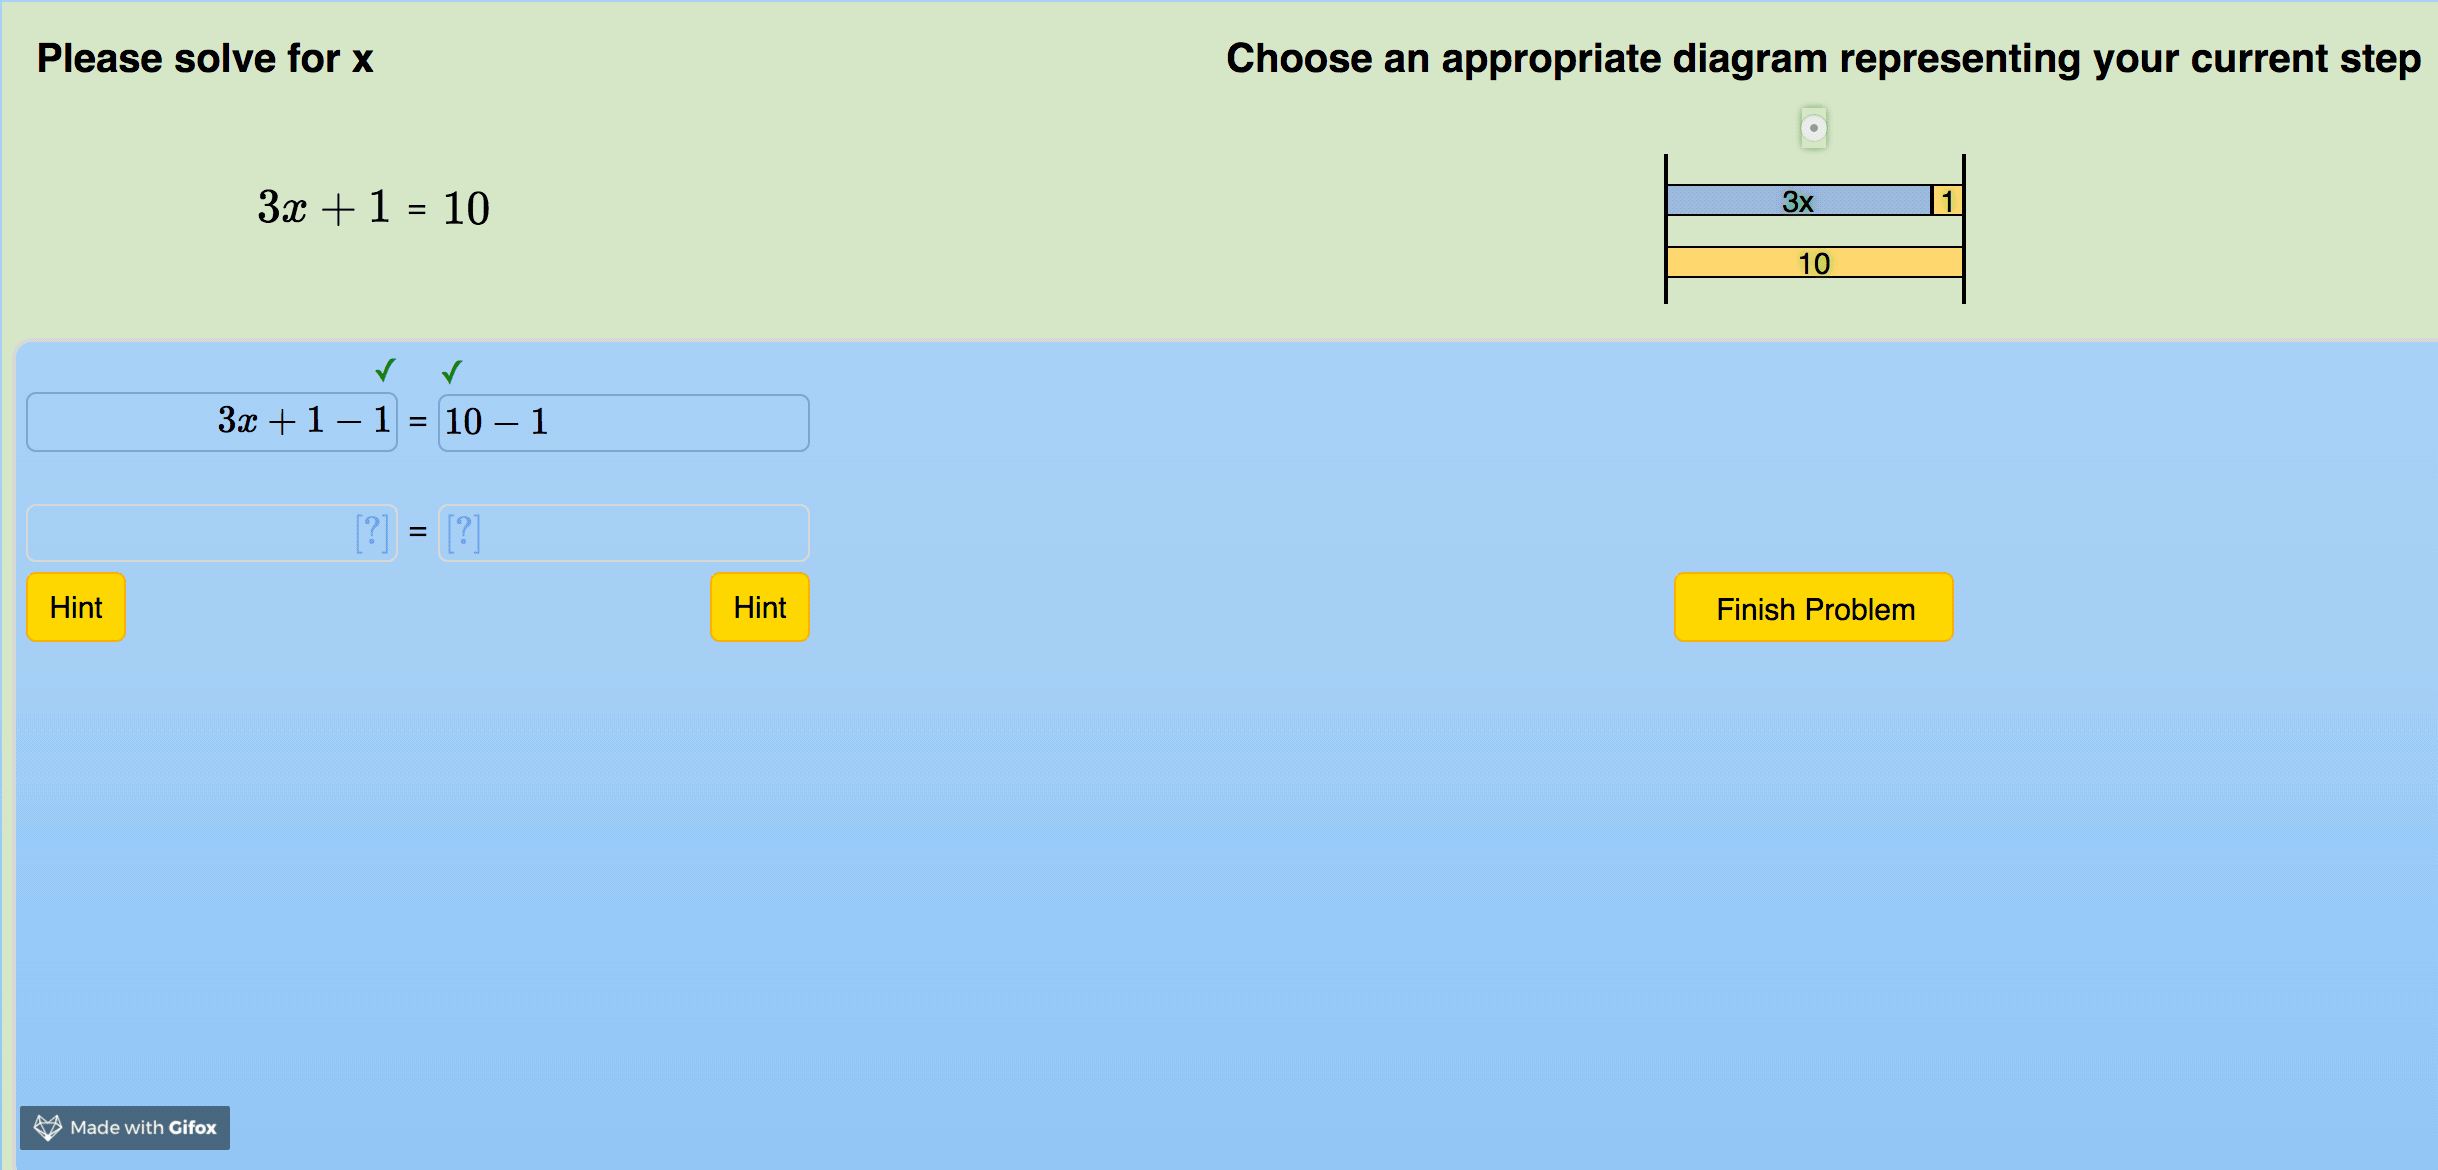 Please solve for x
Choose an appropriate diagram representing your current step
3x + 1 = 10
3x 1
10
✓ ✓
3x + 1 − 1 = 10 − 1
[?] = [?]
Hint
Hint
Finish Problem
Made with Gifox